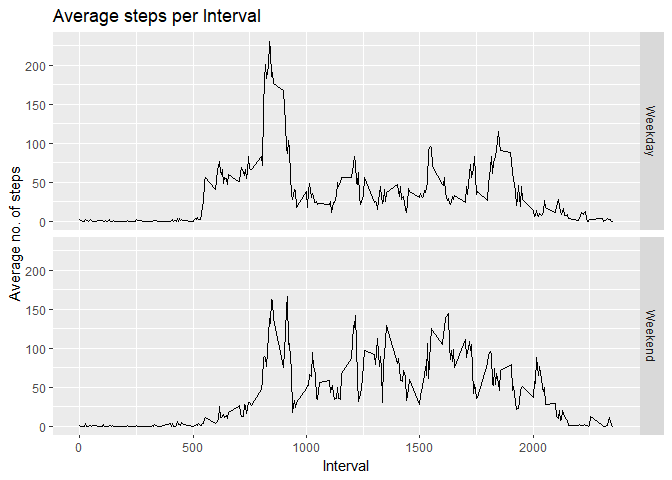 Average steps per Interval
Average no. of steps
200
150
100
50
0
Weekday
200
150
100
50
0
Weekend
0 500 1000 1500 2000
Interval